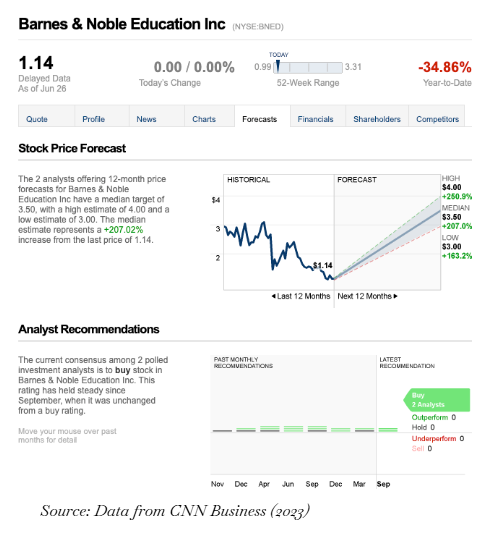 Barnes & Noble Education Inc (NYSE:BNED)
1.14
Delayed Data
As of Jun 26
0.00 / 0.00%
Today's Change
TODAY
0.99 3.31
52-Week Range
-34.86%
Year-to-Date
Quote Profile News Charts Forecasts Financials Shareholders Competitors
Stock Price Forecast
The 2 analysts offering 12-month price
forecasts for Barnes & Noble
Education Inc have a median target of
3.50, with a high estimate of 4.00 and a
low estimate of 3.00. The median
estimate represents a +207.02%
increase from the last price of 1.14.
HISTORICAL FORECAST
$4
3
2
$1.14
HIGH
$4.00
+250.9%
MEDIAN
$3.50
+207.0%
LOW
$3.00
+163.2%
Last 12 Months Next 12 Months
Analyst Recommendations
The current consensus among 2 polled
investment analysts is to buy stock in
Barnes & Noble Education Inc. This
rating has held steady since
September, when it was unchanged
from a buy rating.
Move your mouse over past
months for detail
PAST MONTHLY
RECOMMENDATIONS
LATEST
RECOMMENDATION
Buy
2 Analysts
Outperform 0
Hold 0
Underperform 0
Sell 0
Nov Dec Apr Jun Sep Dec Mar Sep
Source: Data from CNN Business (2023)